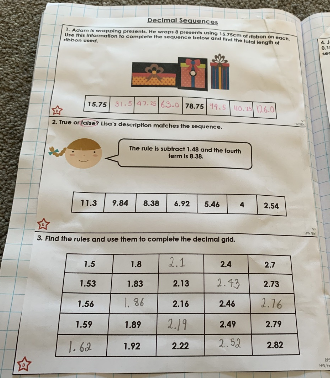 Decimal Sequences
1. Adam is wrapping presents. He wraps 8 presents using 15.75cm of ribbon on each.
Use this information to complete the sequence below and find the total length of
ribbon used.
15.75 31.5 47.25 63.0 78.75 94.5 110.25 126.0
2. True or false? Lisa's description matches the sequence.
The rule is subtract 1.48 and the fourth
term is 8.38.
11.3 9.84 8.38 6.92 5.46 4 2.54
3. Find the rules and use them to complete the decimal grid.
1.5 1.8 2.1 2.4 2.7
1.53 1.83 2.13 2.43 2.73
1.56 1.86 2.16 2.46 2.76
1.59 1.89 2.19 2.49 2.79
1.62 1.92 2.22 2.52 2.82